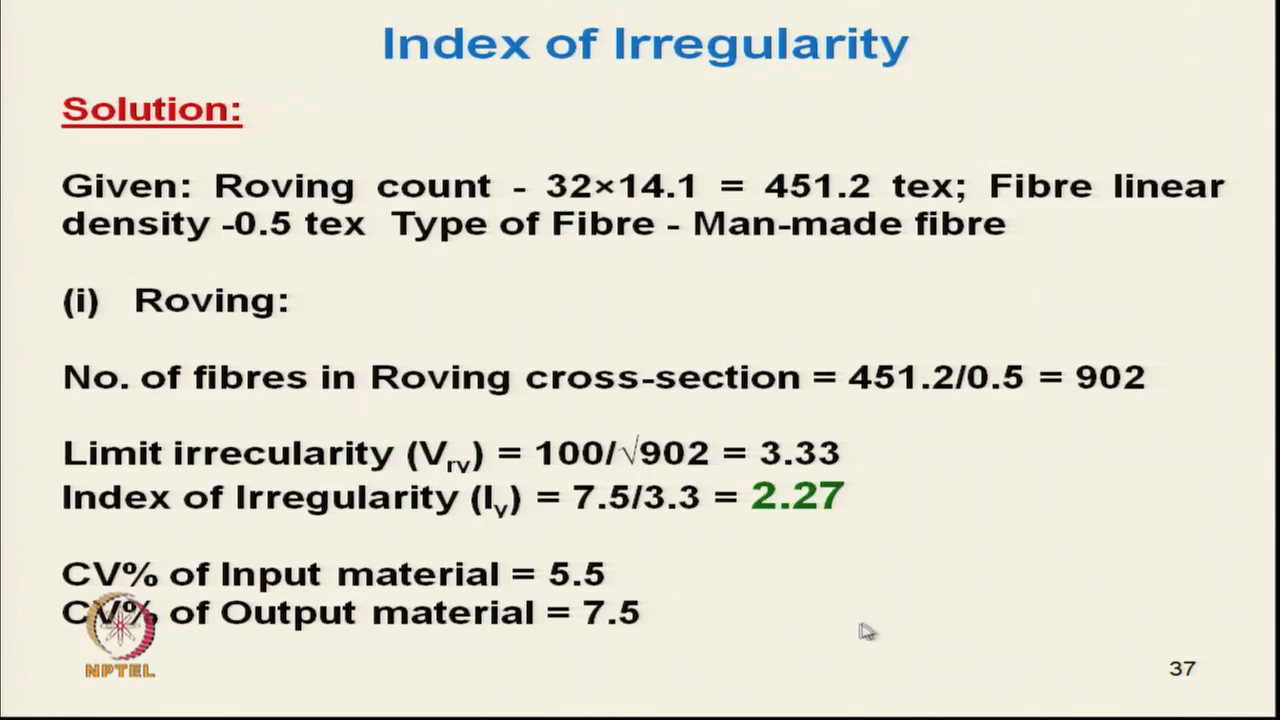 Index of Irregularity
Solution:
Given: Roving count - 32×14.1 = 451.2 tex; Fibre linear
density -0.5 tex Type of Fibre - Man-made fibre
(i) Roving:
No. of fibres in Roving cross-section = 451.2/0.5 = 902
Limit irrecularity (Vrv) = 100/√902 = 3.33
Index of Irregularity (Iv) = 7.5/3.3 = 2.27
CV% of Input material = 5.5
CV% of Output material = 7.5
NPTEL
37